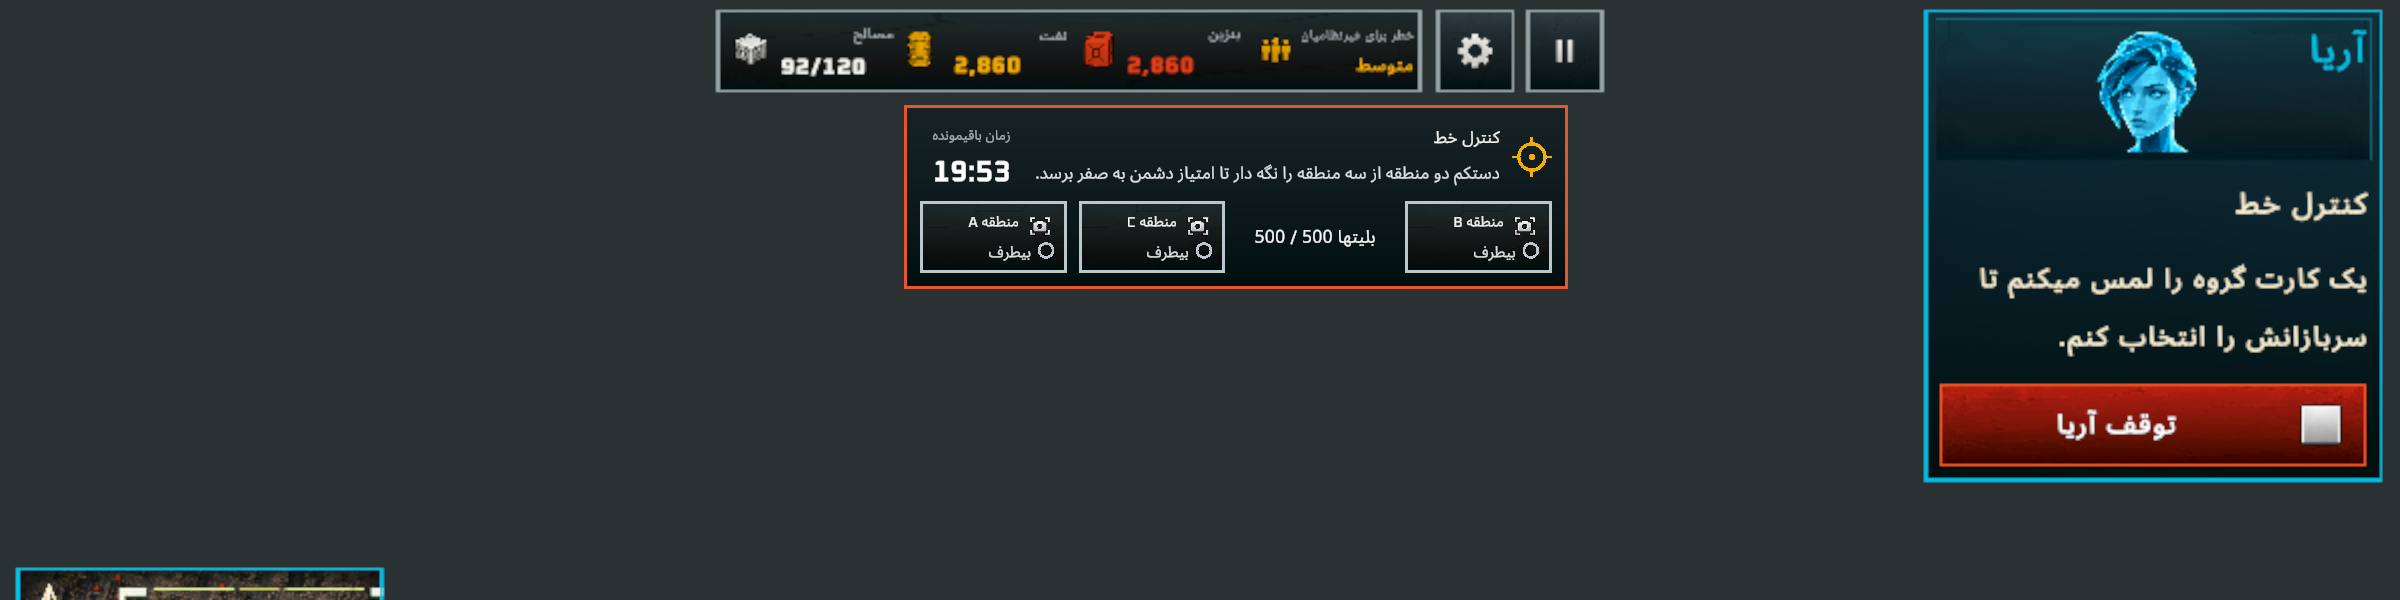 خطر برای غیرنظامیان
متوسط
بنزین
2,860
نفت
2,860
مصالح
92/120
کنترل خط
زمان باقیمونده
دستکم دو منطقه از سه منطقه را نگه دار تا امتیاز دشمن به صفر برسد.
19:53
منطقه B
بیطرف
بلیتها 500 / 500
منطقه C
بیطرف
منطقه A
بیطرف
آریا
کنترل خط
یک کارت گروه را لمس میکنم تا
سربازانش را انتخاب کنم.
توقف آریا